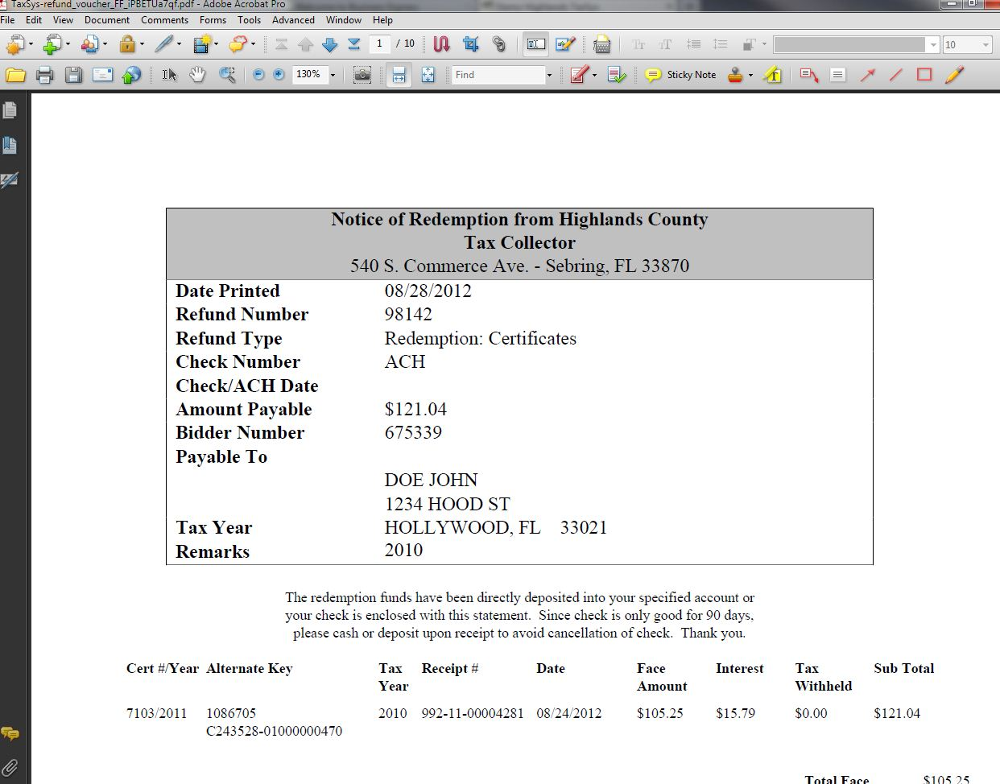 TaxSys-refund_voucher_FF_iPBETUa7qf.pdf - Adobe Acrobat Pro
File Edit View Document Comments Forms Tools Advanced Window Help
1 / 10 10
130% Find Sticky Note
Notice of Redemption from Highlands County
Tax Collector
540 S. Commerce Ave. - Sebring, FL 33870
Date Printed 08/28/2012
Refund Number 98142
Refund Type Redemption: Certificates
Check Number ACH
Check/ACH Date
Amount Payable $121.04
Bidder Number 675339
Payable To
DOE JOHN
1234 HOOD ST
Tax Year HOLLYWOOD, FL 33021
Remarks 2010
The redemption funds have been directly deposited into your specified account or
your check is enclosed with this statement. Since check is only good for 90 days,
please cash or deposit upon receipt to avoid cancellation of check. Thank you.
Cert #/Year Alternate Key Tax Receipt # Date Face Interest Tax Sub Total
Year Amount Withheld
7103/2011 1086705 2010 992-11-00004281 08/24/2012 $105.25 $15.79 $0.00 $121.04
C243528-01000000470
Total Face $105.25